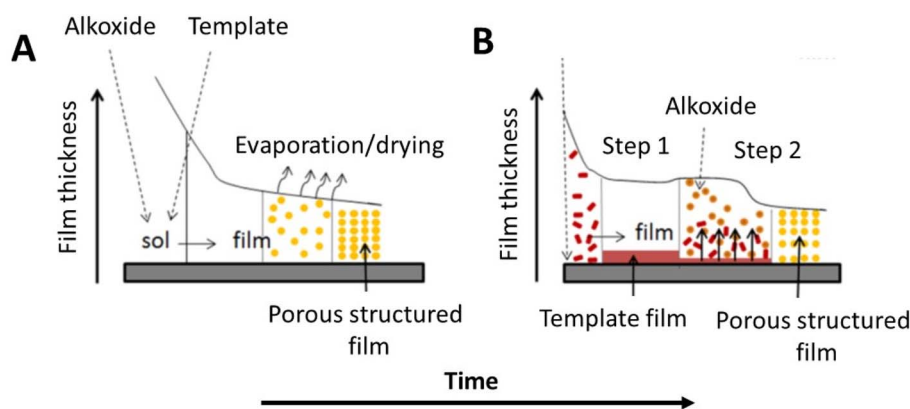 A
Alkoxide
Template
Film thickness
Evaporation/drying
sol
film
Porous structured
film
B
Film thickness
Alkoxide
Step 1
Step 2
film
Template film
Porous structured
film
Time